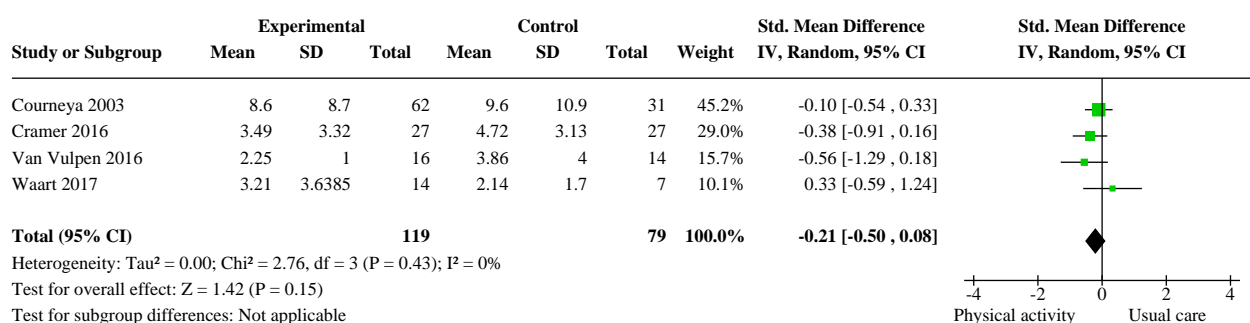 Experimental Control Std. Mean Difference Std. Mean Difference
Study or Subgroup Mean SD Total Mean SD Total Weight IV, Random, 95% CI IV, Random, 95% CI
Courneya 2003 8.6 8.7 62 9.6 10.9 31 45.2% -0.10 [-0.54 , 0.33]
Cramer 2016 3.49 3.32 27 4.72 3.13 27 29.0% -0.38 [-0.91 , 0.16]
Van Vulpen 2016 2.25 1 16 3.86 4 14 15.7% -0.56 [-1.29 , 0.18]
Waart 2017 3.21 3.6385 14 2.14 1.7 7 10.1% 0.33 [-0.59 , 1.24]
Total (95% CI) 119 79 100.0% -0.21 [-0.50 , 0.08]
Heterogeneity: Tau² = 0.00; Chi² = 2.76, df = 3 (P = 0.43); I² = 0%
Test for overall effect: Z = 1.42 (P = 0.15)
-4 -2 0 2 4
Test for subgroup differences: Not applicable Physical activity Usual care